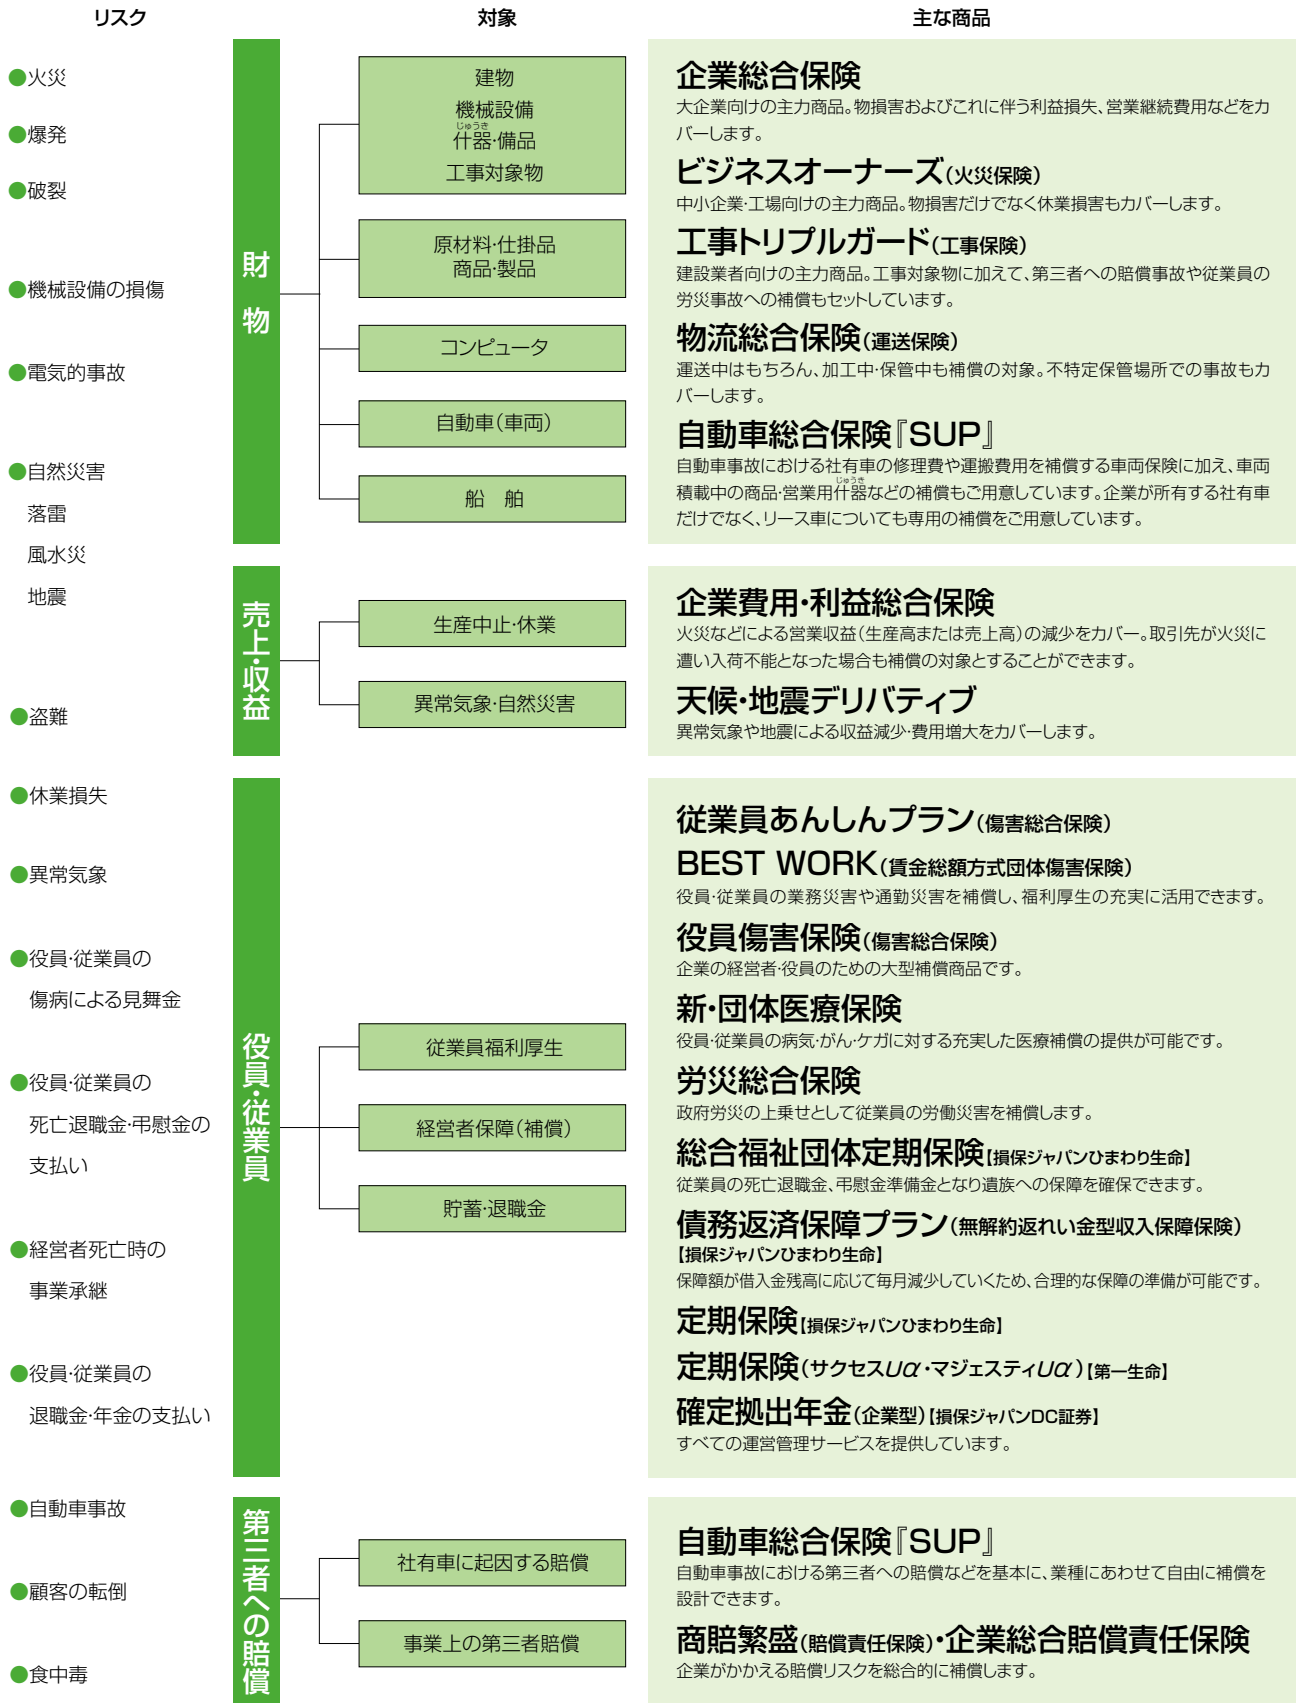 リスク
対象
主な商品
●火災
●爆発
●破裂
●機械設備の損傷
●電気的事故
●自然災害
落雷
風水災
地震
●盗難
●休業損失
●異常気象
●役員・従業員の
傷病による見舞金
●役員・従業員の
死亡退職金・弔慰金の
支払い
●経営者死亡時の
事業承継
●役員・従業員の
退職金・年金の支払い
●自動車事故
●顧客の転倒
●食中毒
財物
建物
機械設備
じゅうき
什器・備品
工事対象物
原材料・仕掛品
商品・製品
コンピュータ
自動車（車両）
船 舶
企業総合保険
大企業向けの主力商品。物損害およびこれに伴う利益損失、営業継続費用などをカ
バーします。
ビジネスオーナーズ（火災保険）
中小企業・工場向けの主力商品。物損害だけでなく休業損害もカバーします。
工事トリプルガード（工事保険）
建設業者向けの主力商品。工事対象物に加えて、第三者への賠償事故や従業員の
労災事故への補償もセットしています。
物流総合保険（運送保険）
運送中はもちろん、加工中・保管中も補償の対象。不特定保管場所での事故もカ
バーします。
自動車総合保険『SUP』
自動車事故における社有車の修理費や運搬費用を補償する車両保険に加え、車両
じゅうき
積載中の商品・営業用什器などの補償もご用意しています。企業が所有する社有車
だけでなく、リース車についても専用の補償をご用意しています。
売上・収益
生産中止・休業
異常気象・自然災害
企業費用・利益総合保険
火災などによる営業収益（生産高または売上高）の減少をカバー。取引先が火災に
遭い入荷不能となった場合も補償の対象とすることができます。
天候・地震デリバティブ
異常気象や地震による収益減少・費用増大をカバーします。
役員・従業員
従業員福利厚生
経営者保障（補償）
貯蓄・退職金
従業員あんしんプラン（傷害総合保険）
BEST WORK（賃金総額方式団体傷害保険）
役員・従業員の業務災害や通勤災害を補償し、福利厚生の充実に活用できます。
役員傷害保険（傷害総合保険）
企業の経営者・役員のための大型補償商品です。
新・団体医療保険
役員・従業員の病気・がん・ケガに対する充実した医療補償の提供が可能です。
労災総合保険
政府労災の上乗せとして従業員の労働災害を補償します。
総合福祉団体定期保険【損保ジャパンひまわり生命】
従業員の死亡退職金、弔慰金準備金となり遺族への保障を確保できます。
債務返済保障プラン（無解約返れい金型収入保障保険）
【損保ジャパンひまわり生命】
保障額が借入金残高に応じて毎月減少していくため、合理的な保障の準備が可能です。
定期保険【損保ジャパンひまわり生命】
定期保険（サクセスUα・マジェスティUα）【第一生命】
確定拠出年金（企業型）【損保ジャパンDC証券】
すべての運営管理サービスを提供しています。
第三者への賠償
社有車に起因する賠償
事業上の第三者賠償
自動車総合保険『SUP』
自動車事故における第三者への賠償などを基本に、業種にあわせて自由に補償を
設計できます。
商賠繁盛（賠償責任保険）・企業総合賠償責任保険
企業がかかえる賠償リスクを総合的に補償します。